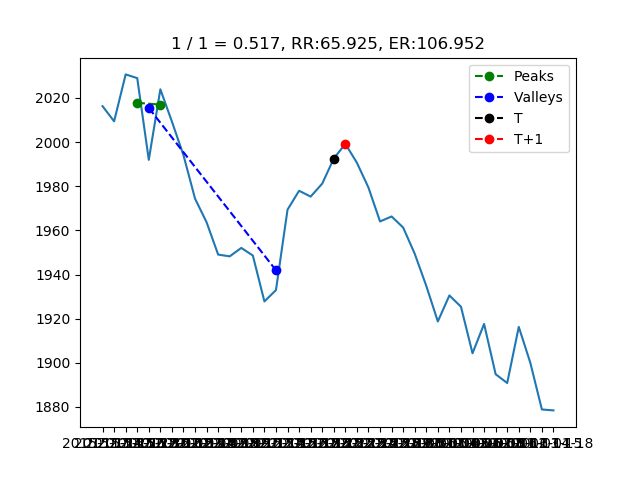 1 / 1 = 0.517, RR:65.925, ER:106.952
Peaks
Valleys
T
T+1
2020
2000
1980
1960
1940
1920
1900
1880